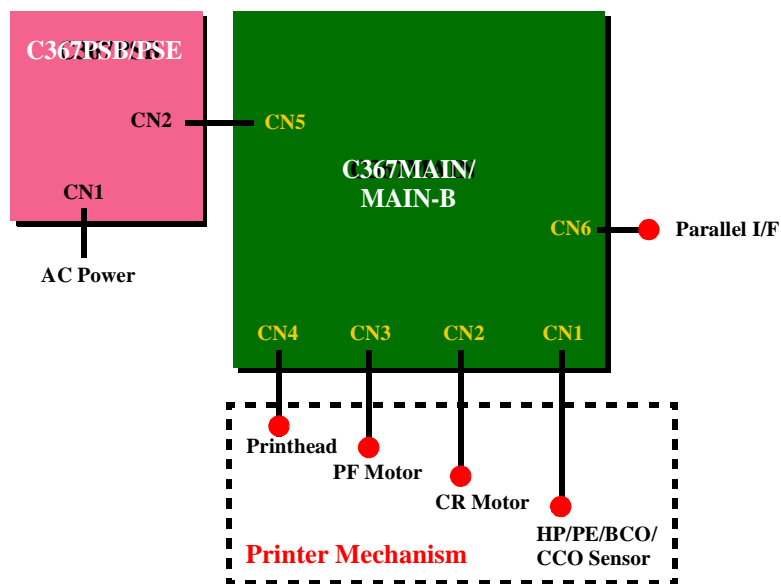 C367PSB/PSE
CN2
CN5
C367MAIN/
MAIN-B
CN1
CN6
Parallel I/F
AC Power
CN4
CN3
CN2
CN1
Printhead
PF Motor
CR Motor
HP/PE/BCO/
CCO Sensor
Printer Mechanism